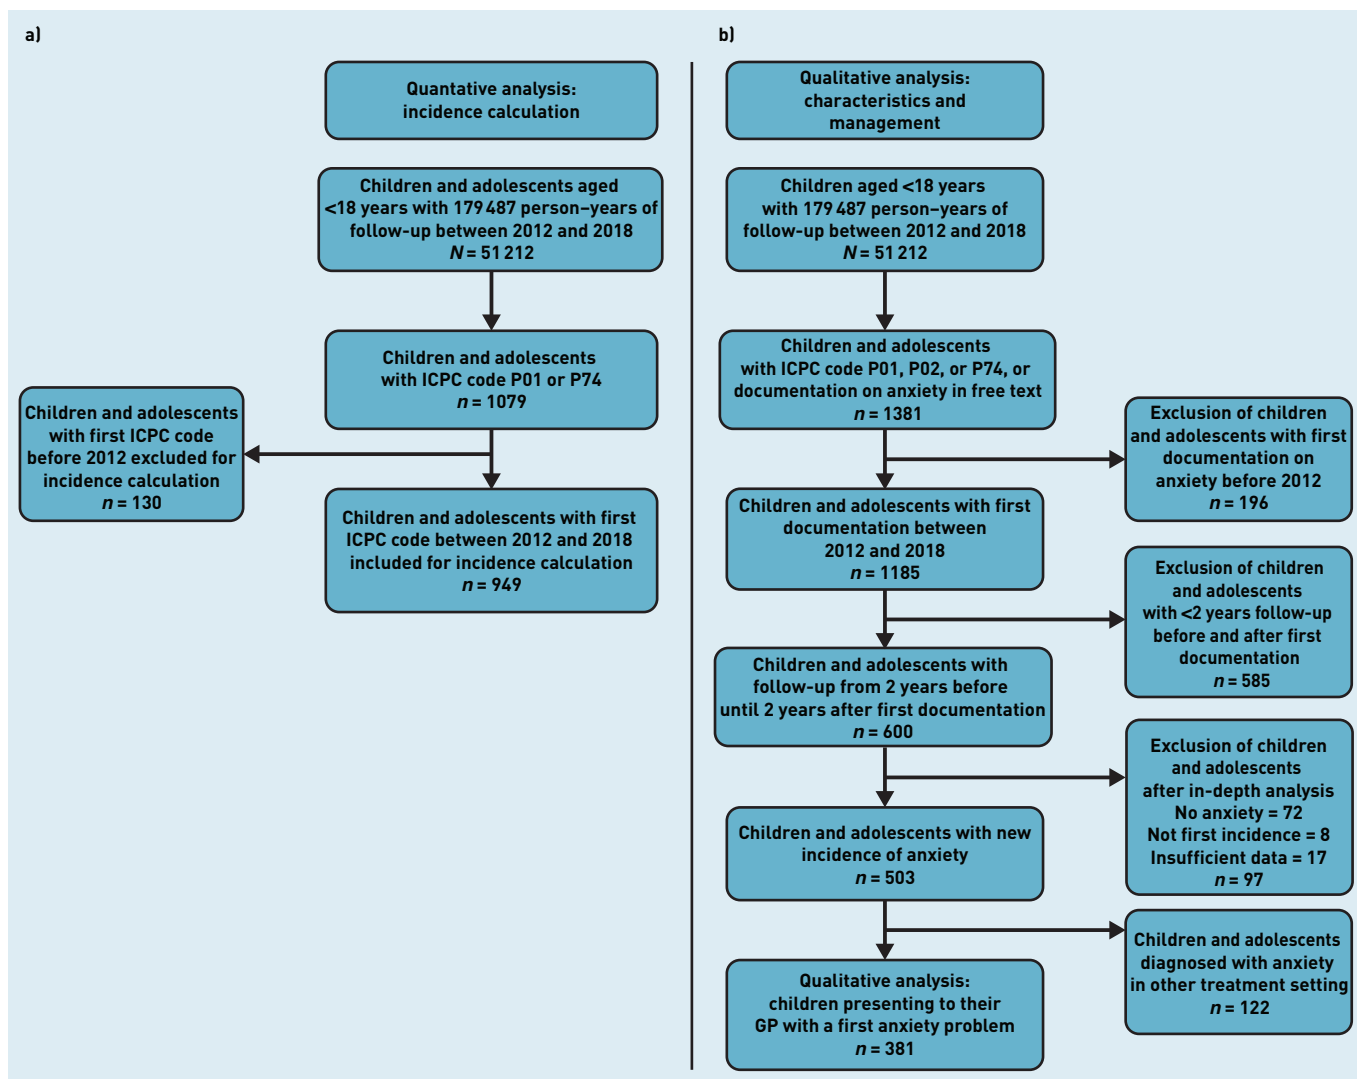 a)
Quantative analysis:
incidence calculation
Children and adolescents aged
<18 years with 179 487 person–years of
follow-up between 2012 and 2018
N = 51 212
Children and adolescents
with ICPC code P01 or P74
n = 1079
Children and adolescents
with first ICPC code
before 2012 excluded for
incidence calculation
n = 130
Children and adolescents with first
ICPC code between 2012 and 2018
included for incidence calculation
n = 949
b)
Qualitative analysis:
characteristics and
management
Children aged <18 years
with 179 487 person–years of
follow-up between 2012 and 2018
N = 51 212
Children and adolescents
with ICPC code P01, P02, or P74, or
documentation on anxiety in free text
n = 1381
Exclusion of children
and adolescents with first
documentation on
anxiety before 2012
n = 196
Children and adolescents with first
documentation between
2012 and 2018
n = 1185
Exclusion of children
and adolescents
with <2 years follow-up
before and after first
documentation
n = 585
Children and adolescents with
follow-up from 2 years before
until 2 years after first documentation
n = 600
Exclusion of children
and adolescents
after in-depth analysis
No anxiety = 72
Not first incidence = 8
Insufficient data = 17
n = 97
Children and adolescents with new
incidence of anxiety
n = 503
Children and adolescents
diagnosed with anxiety
in other treatment setting
n = 122
Qualitative analysis:
children presenting to their
GP with a first anxiety problem
n = 381